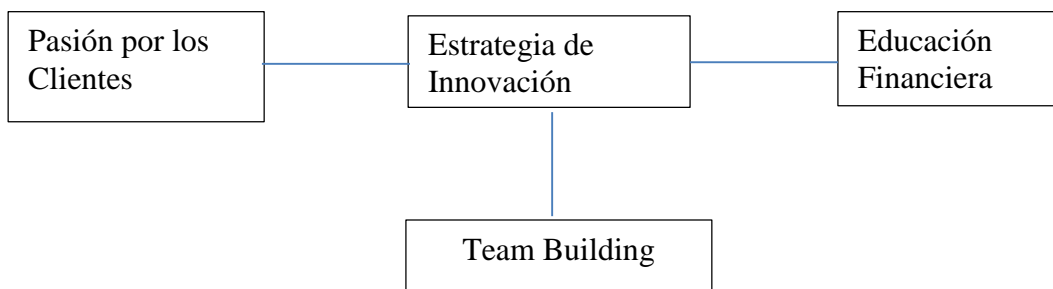 Pasión por los
Clientes
Estrategia de
Innovación
Educación
Financiera
Team Building